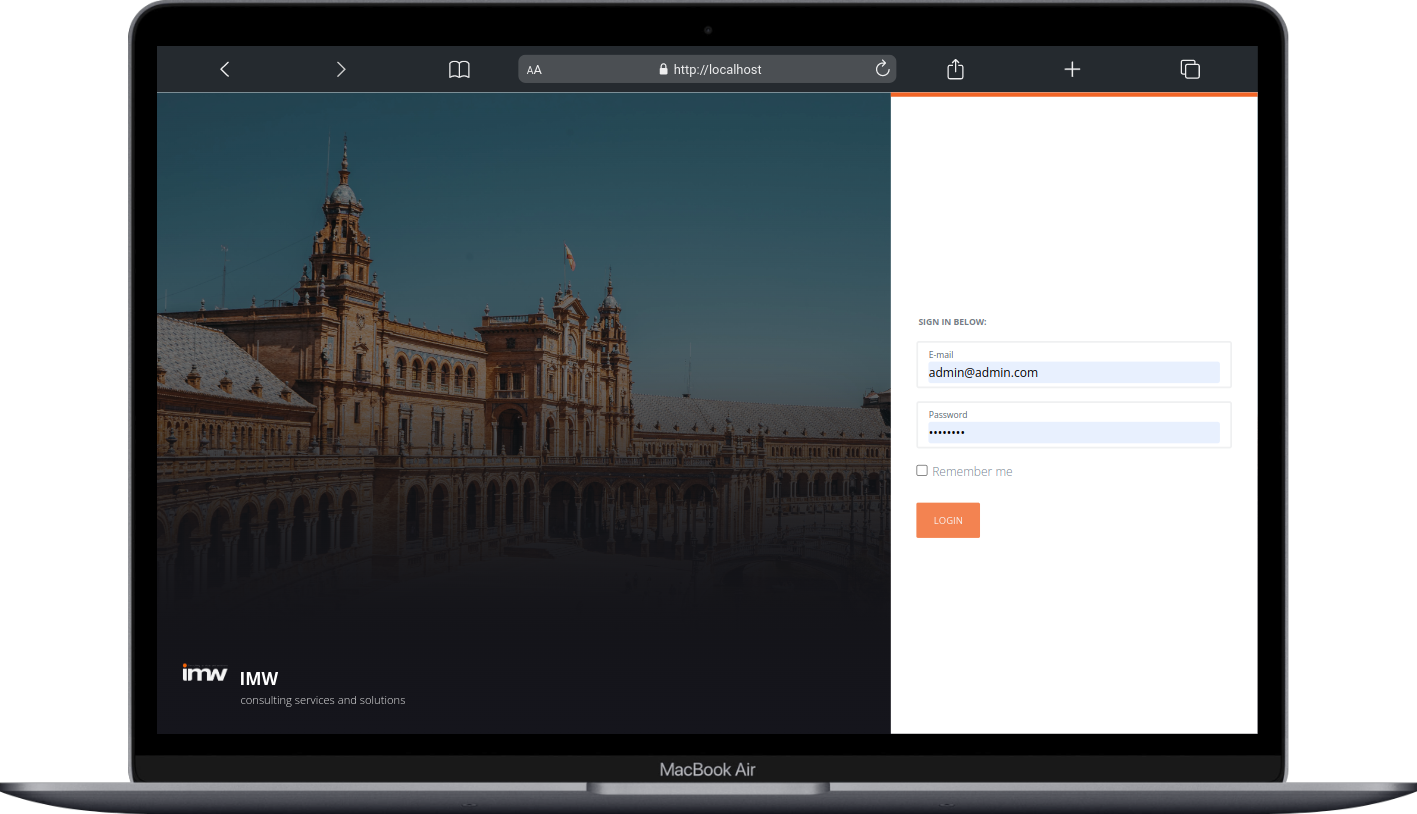 AA
http://localhost
SIGN IN BELOW:
E-mail
admin@admin.com
Password
••••••••
Remember me
LOGIN
imw
IMW
consulting services and solutions
MacBook Air